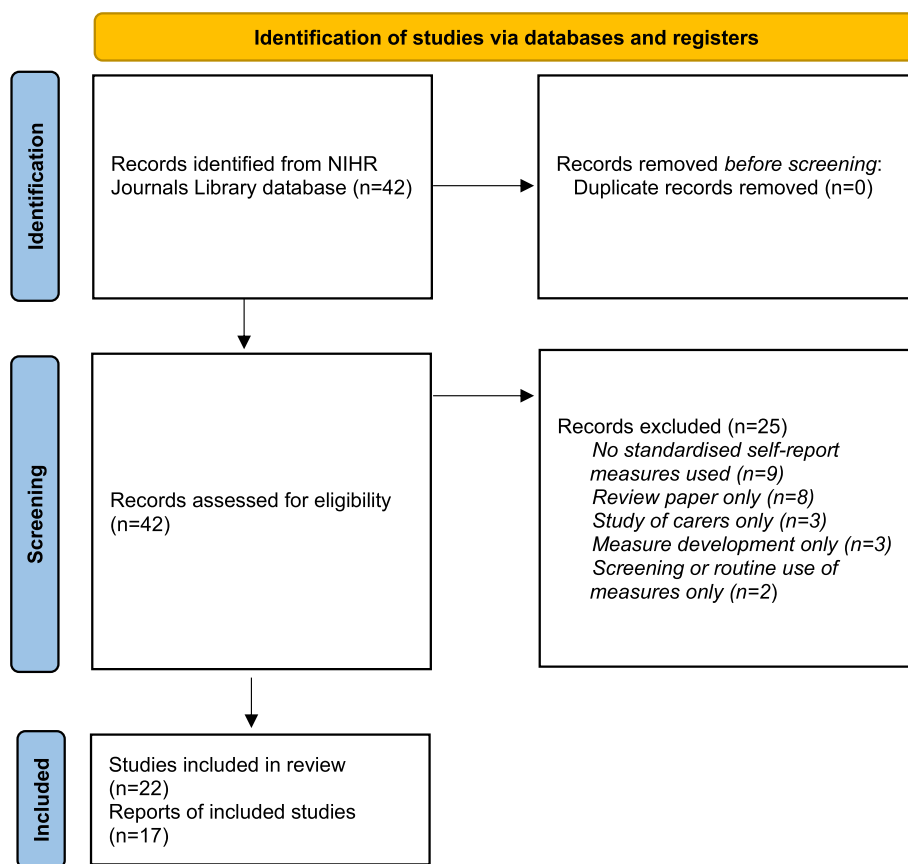 Identification of studies via databases and registers
Identification
Records identified from NIHR
Journals Library database (n=42)
Records removed before screening:
Duplicate records removed (n=0)
Screening
Records assessed for eligibility
(n=42)
Records excluded (n=25)
No standardised self-report
measures used (n=9)
Review paper only (n=8)
Study of carers only (n=3)
Measure development only (n=3)
Screening or routine use of
measures only (n=2)
Included
Studies included in review
(n=22)
Reports of included studies
(n=17)